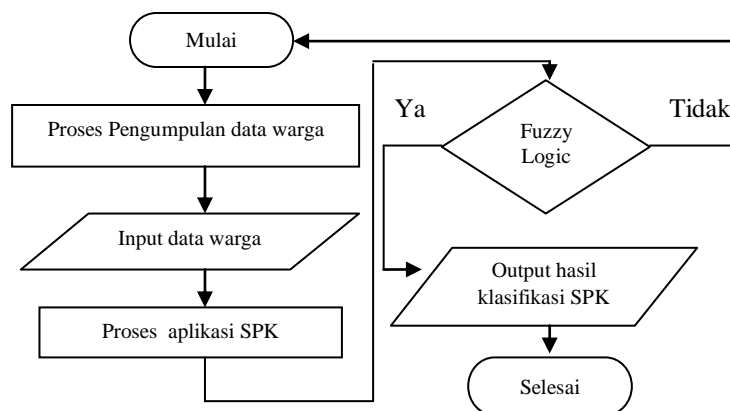 Mulai
Proses Pengumpulan data warga
Input data warga
Proses aplikasi SPK
Ya
Fuzzy
Logic
Tidak
Output hasil
klasifikasi SPK
Selesai